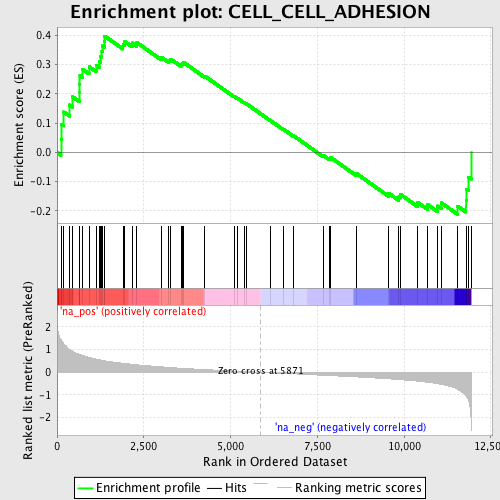 Enrichment plot: CELL_CELL_ADHESION
Enrichment score (ES)
0.4
0.3
0.2
0.1
0.0
-0.1
-0.2
'na_pos' (positively correlated)
Ranked list metric (PreRanked)
2
1
0
-1
-2
Zero cross at 5871
'na_neg' (negatively correlated)
0 2,500 5,000 7,500 10,000 12,500
Rank in Ordered Dataset
Enrichment profile Hits Ranking metric scores